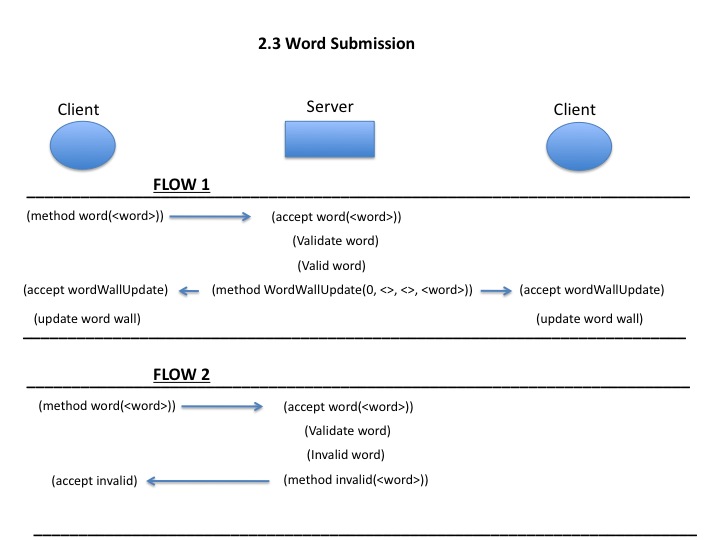 2.3 Word Submission
Client
Server
Client
FLOW 1
(method word(<word>))
(accept word(<word>))
(Validate word)
(Valid word)
(accept wordWallUpdate)
(method WordWallUpdate(0, <>, <>, <word>))
(accept wordWallUpdate)
(update word wall)
(update word wall)
FLOW 2
(method word(<word>))
(accept word(<word>))
(Validate word)
(Invalid word)
(accept invalid)
(method invalid(<word>))